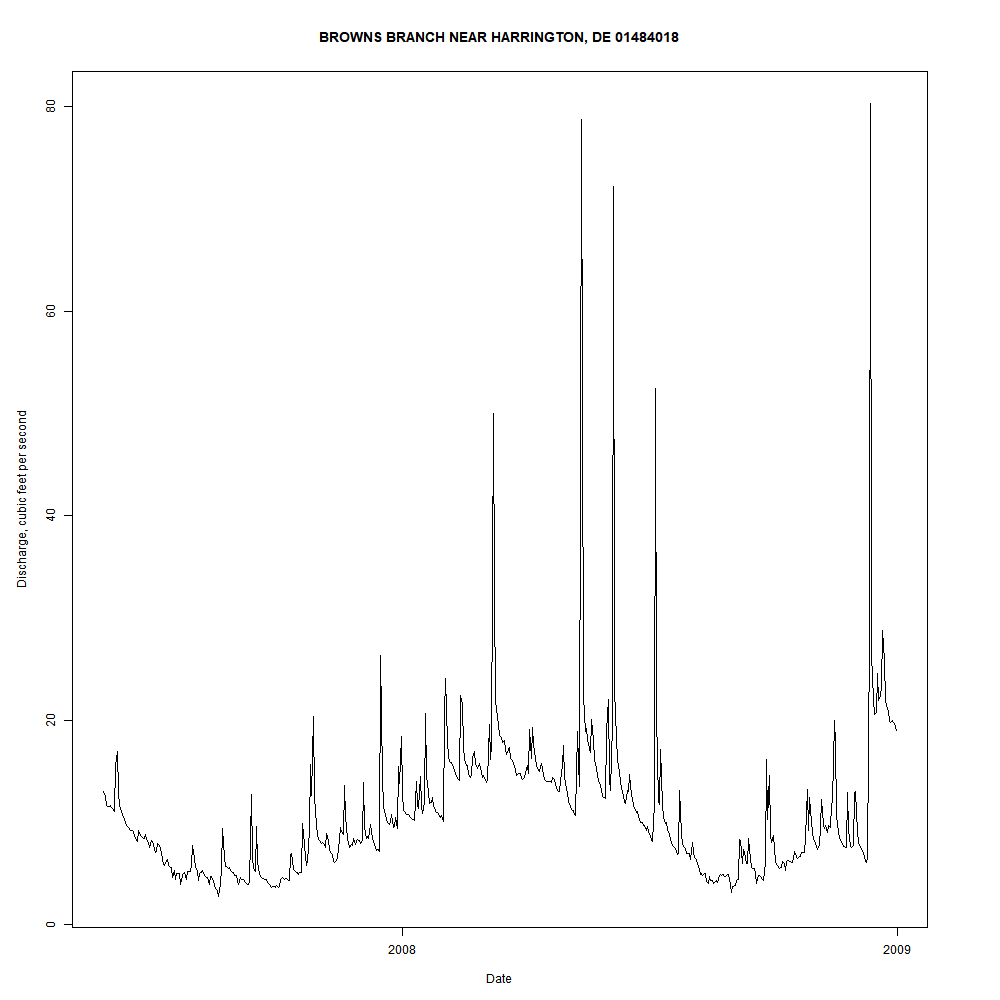 BROWNS BRANCH NEAR HARRINGTON, DE 01484018
80
60
40
20
0
Discharge, cubic feet per second
2008
2009
Date